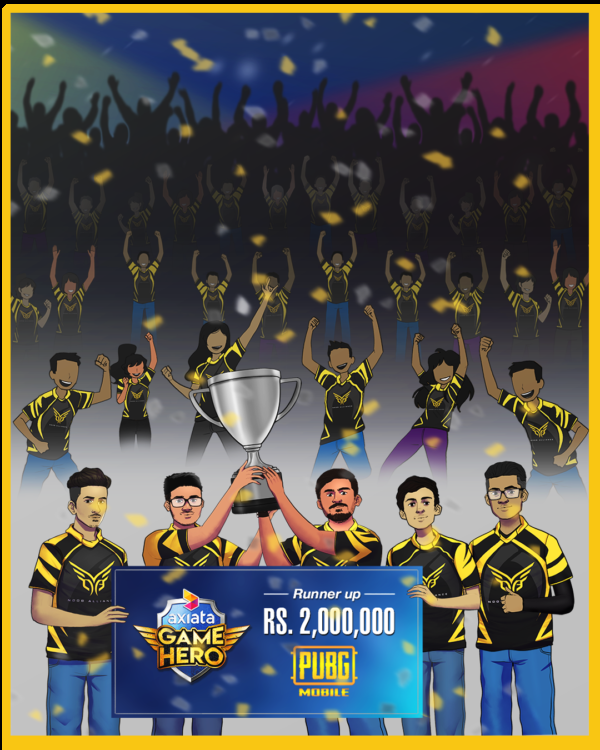 Runner up
RS. 2,000,000
axiata
GAME
HERO
PUBG
MOBILE